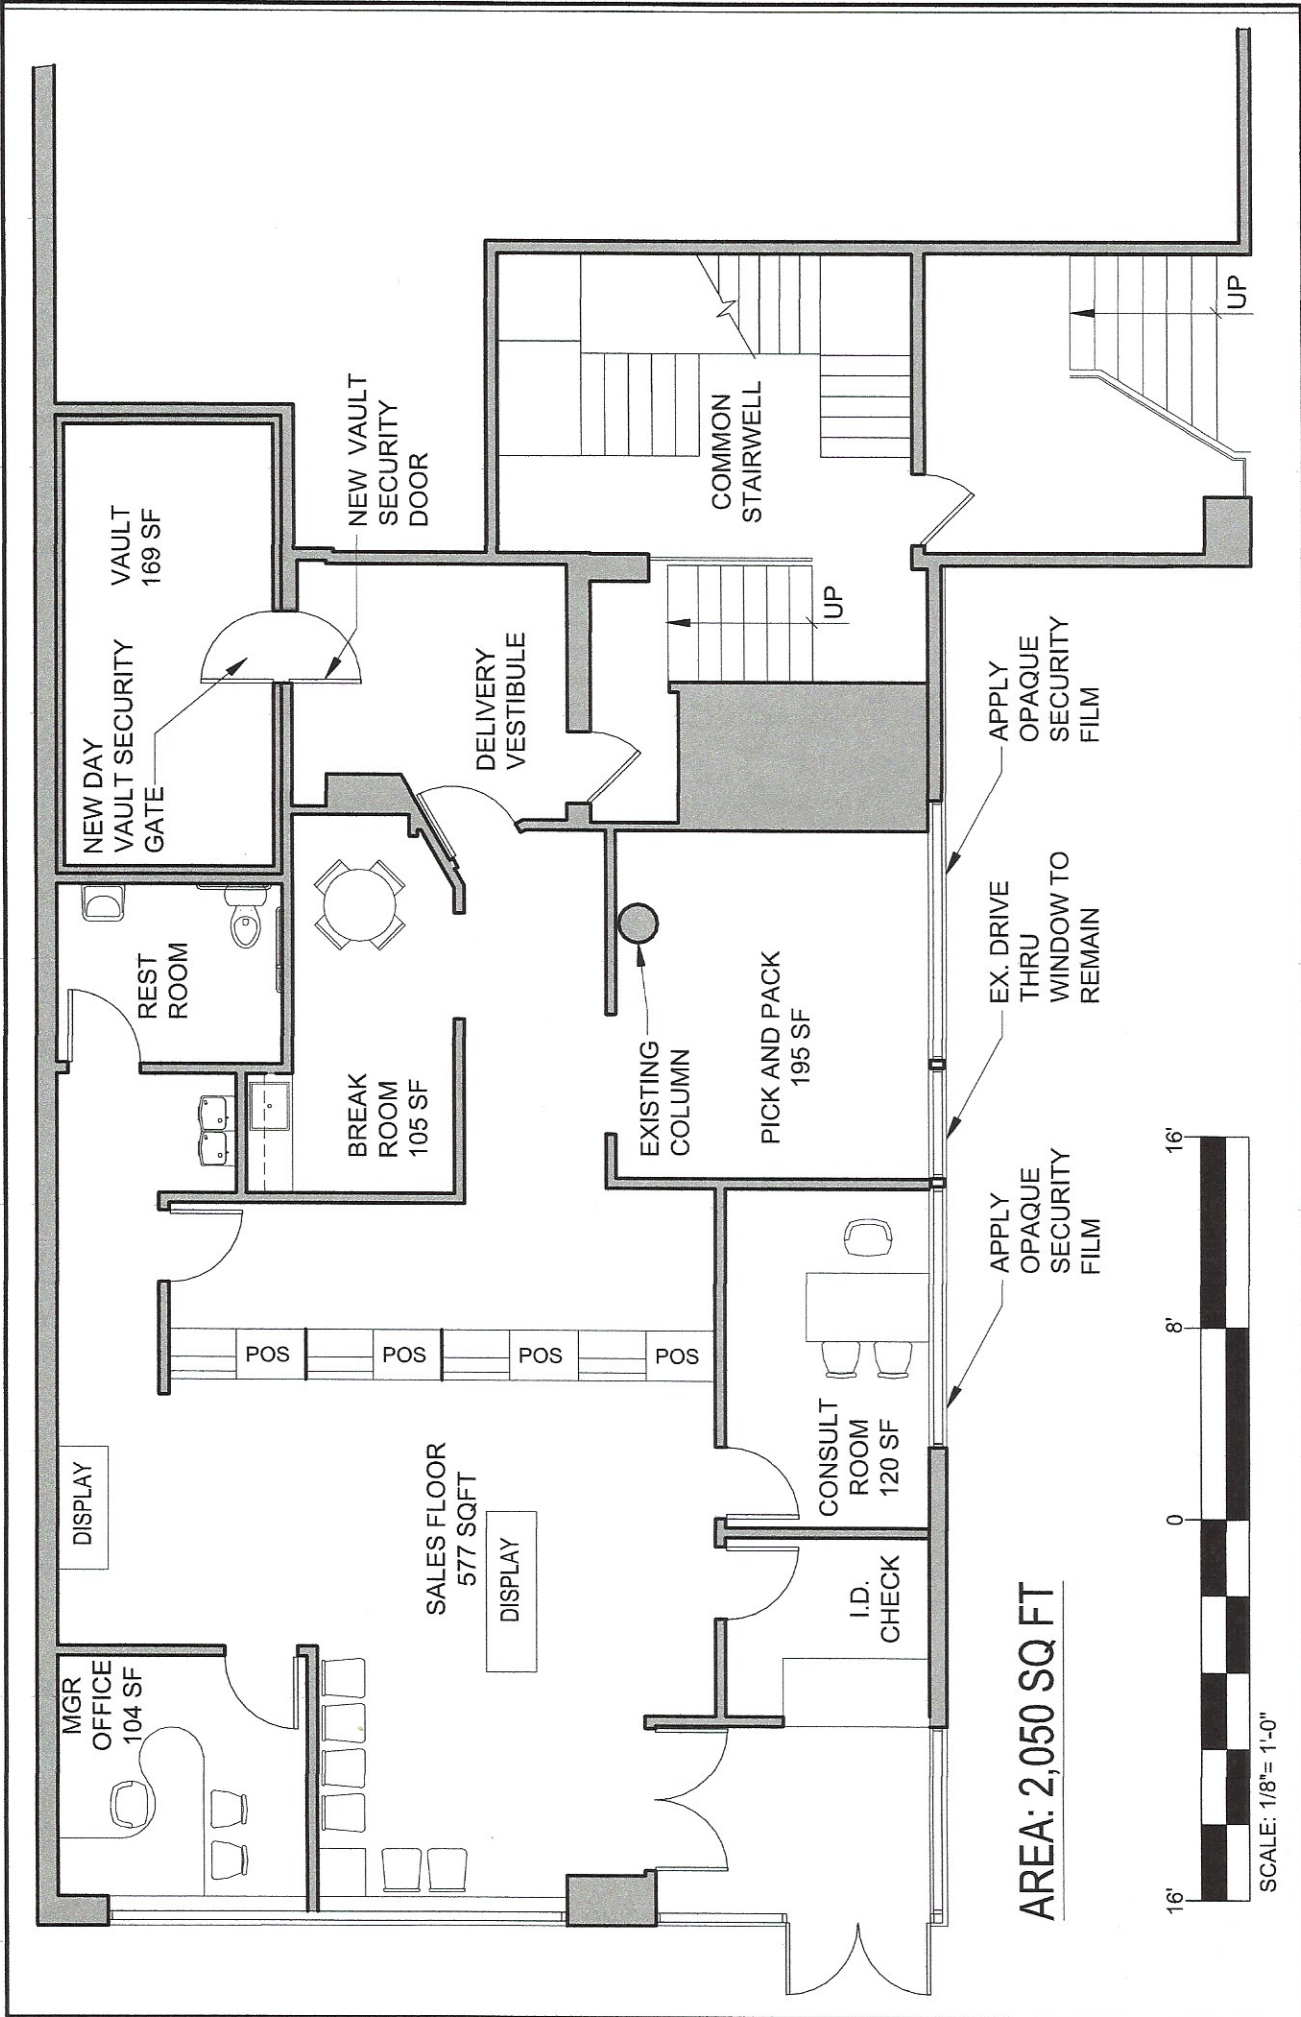 MGR
OFFICE
104 SF
DISPLAY
REST
ROOM
NEW DAY
VAULT SECURITY
GATE
VAULT
169 SF
NEW VAULT
SECURITY
DOOR
SALES FLOOR
577 SQFT
DISPLAY
POS
POS
POS
POS
BREAK
ROOM
105 SF
DELIVERY
VESTIBULE
COMMON
STAIRWELL
UP
UP
EXISTING
COLUMN
PICK AND PACK
195 SF
I.D.
CHECK
CONSULT
ROOM
120 SF
APPLY
OPAQUE
SECURITY
FILM
EX. DRIVE
THRU
WINDOW TO
REMAIN
APPLY
OPAQUE
SECURITY
FILM
AREA: 2,050 SQ FT
16' 0 8' 16'
SCALE: 1/8"= 1'-0"